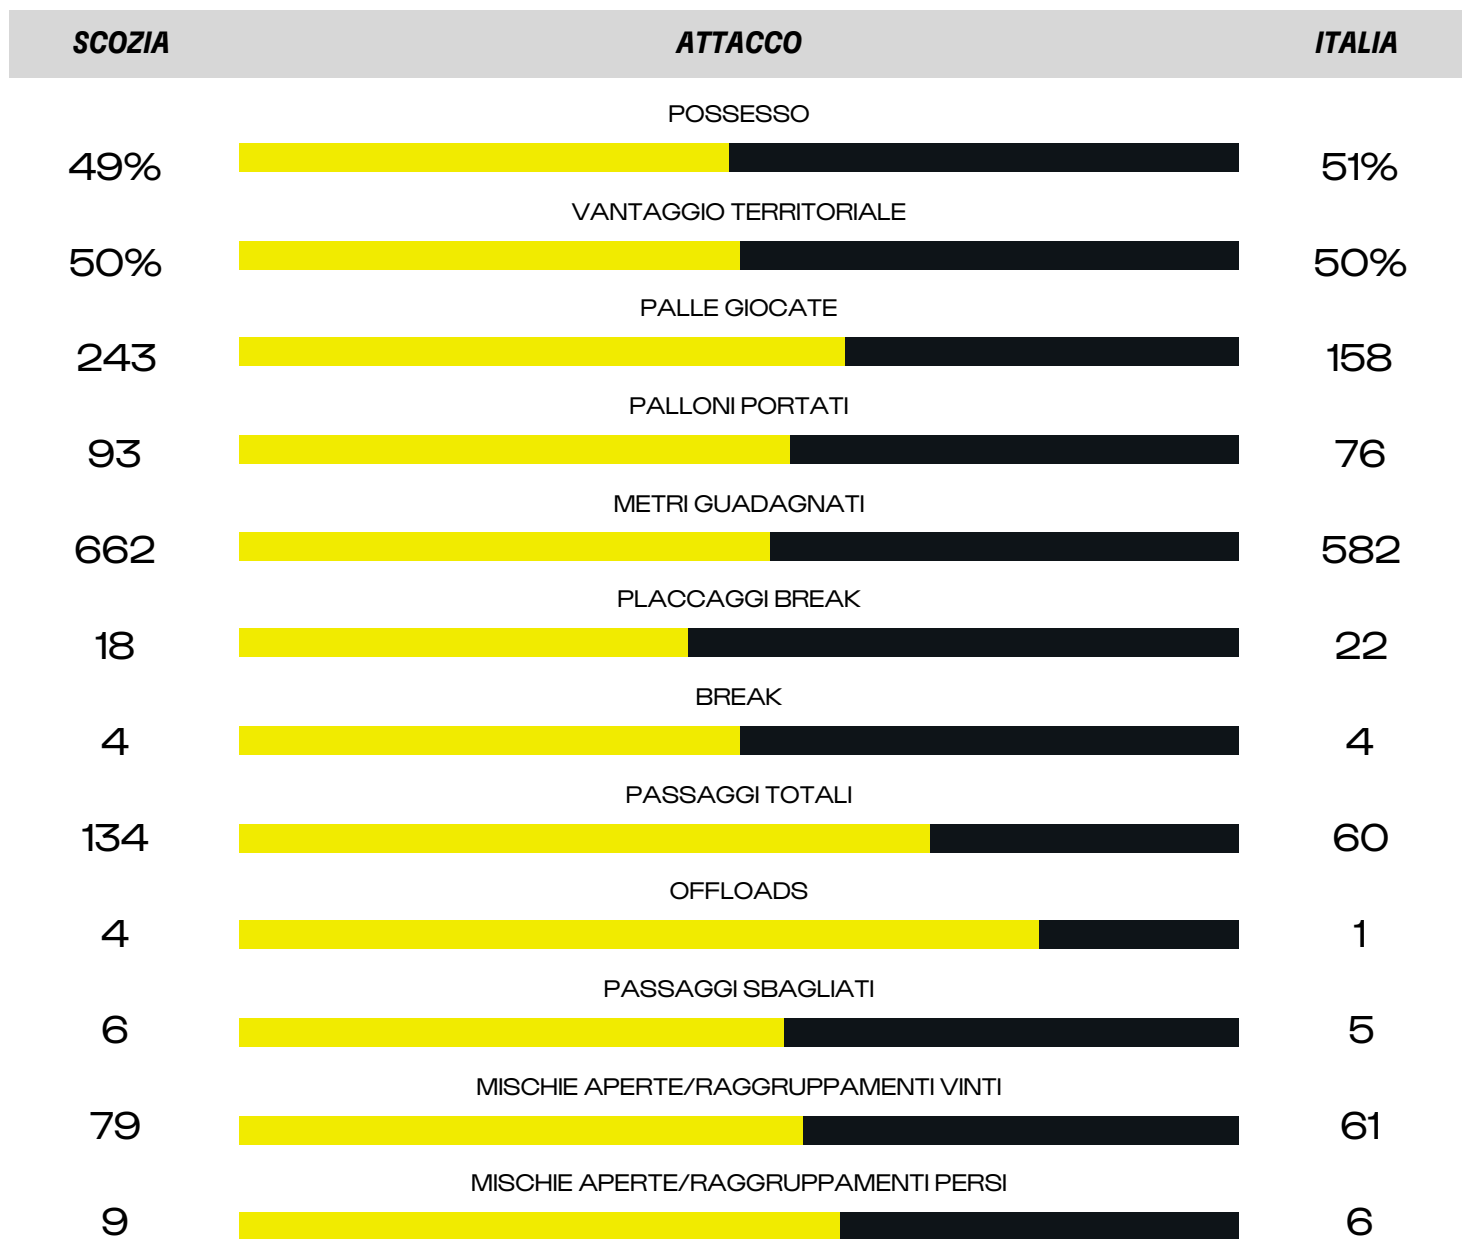 SCOZIA ATTACCO ITALIA
POSSESSO
49% 51%
VANTAGGIO TERRITORIALE
50% 50%
PALLE GIOCATE
243 158
PALLONI PORTATI
93 76
METRI GUADAGNATI
662 582
PLACCAGGI BREAK
18 22
BREAK
4 4
PASSAGGI TOTALI
134 60
OFFLOADS
4 1
PASSAGGI SBAGLIATI
6 5
MISCHIE APERTE/RAGGRUPPAMENTI VINTI
79 61
MISCHIE APERTE/RAGGRUPPAMENTI PERSI
9 6